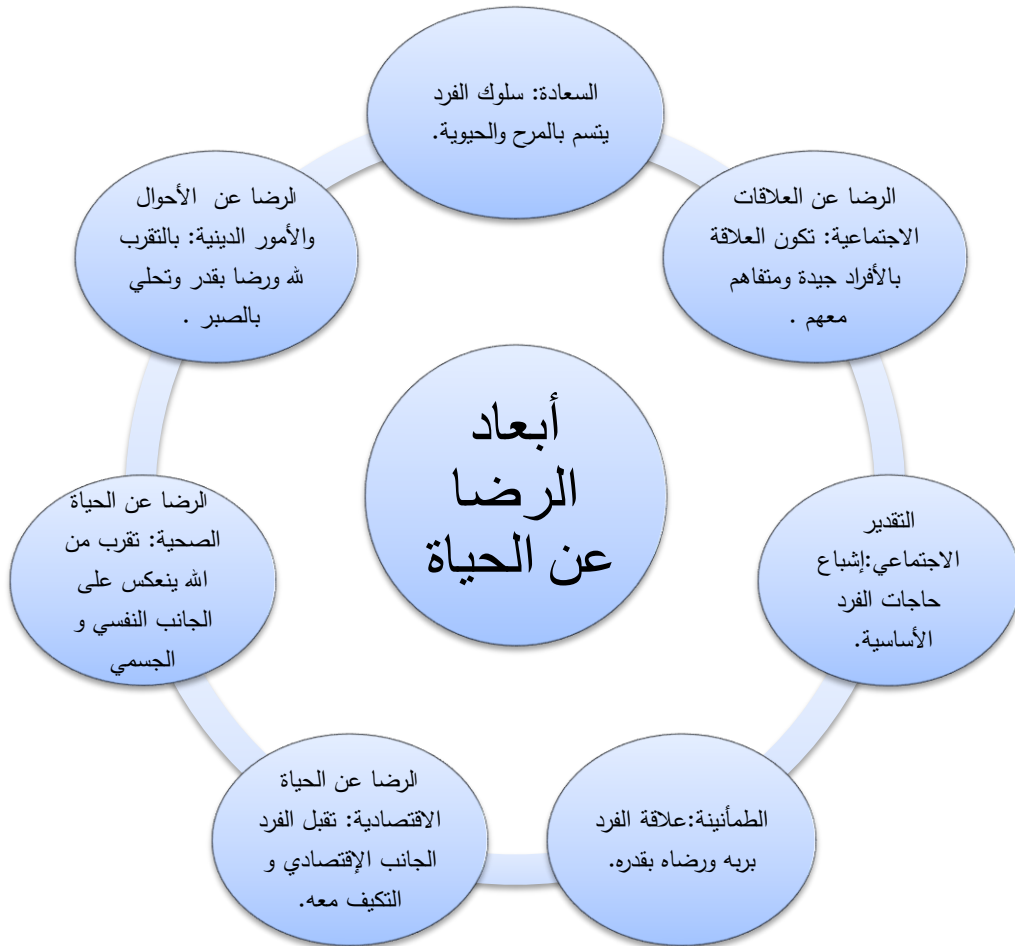 السعادة: سلوك الفرد
يتسم بالمرح والحيوية.
الرضا عن العلاقات
الاجتماعية: تكون العلاقة
بالأفراد جيدة ومتفاهم
معهم .
التقدير
الاجتماعي:إشباع
حاجات الفرد
الأساسية.
الطمأنينة:علاقة الفرد
بربه ورضاه بقدره.
الرضا عن الحياة
الاقتصادية: تقبل الفرد
الجانب الإقتصادي و
التكيف معه.
الرضا عن الحياة
الصحية: تقرب من
الله ينعكس على
الجانب النفسي و
الجسمي
الرضا عن الأحوال
والأمور الدينية: بالتقرب
لله ورضا بقدر وتحلي
بالصبر .
أبعاد
الرضا
عن الحياة